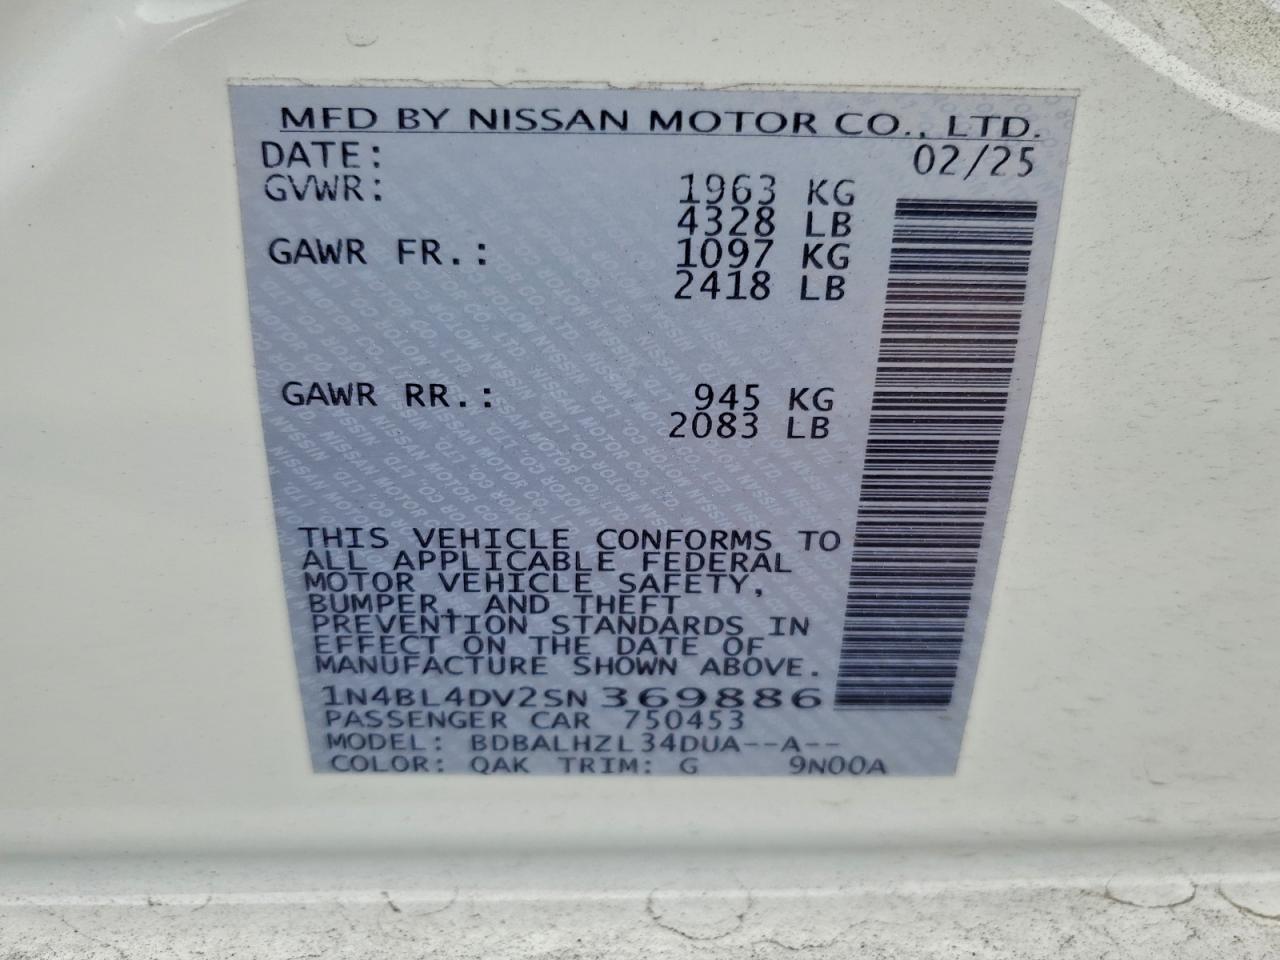 MFD BY NISSAN MOTOR CO., LTD.
DATE: 02/25
GVWR: 1963 KG
4328 LB
GAWR FR.: 1097 KG
2418 LB
GAWR RR.: 945 KG
2083 LB
THIS VEHICLE CONFORMS TO
ALL APPLICABLE FEDERAL
MOTOR VEHICLE SAFETY,
BUMPER, AND THEFT
PREVENTION STANDARDS IN
EFFECT ON THE DATE OF
MANUFACTURE SHOWN ABOVE.
1N4BL4DV2SN369886
PASSENGER CAR 750453
MODEL: BDBALHZL34DUA--A--
COLOR: QAK TRIM: G 9N00A